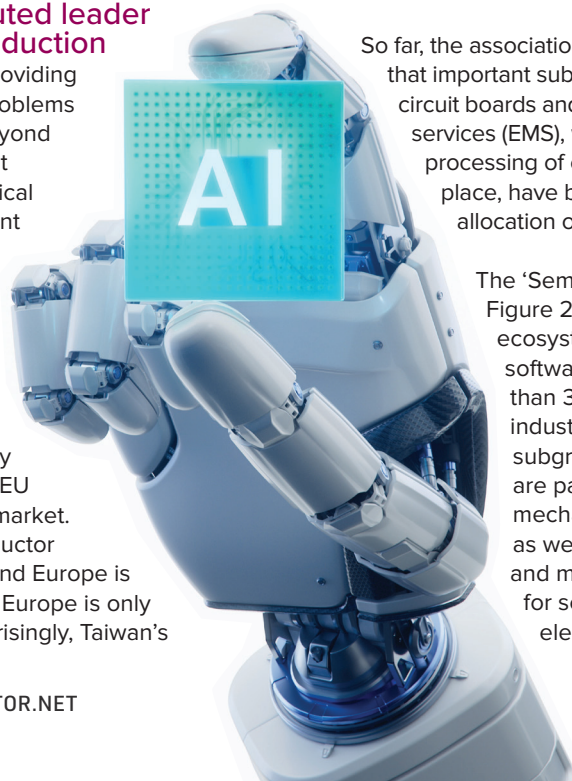 uted leader
duction
oviding
oblems
yond
t
ical
nt
y
EU
market.
uctor
nd Europe is
Europe is only
risingly, Taiwan's
TOR.NET
AI
So far, the association
that important sub
circuit boards and
services (EMS),
processing of
place, have b
allocation o
The ‘Sem
Figure 2
ecosyst
softwa
than 3
indust
subgr
are pa
mech
as we
and m
for se
ele